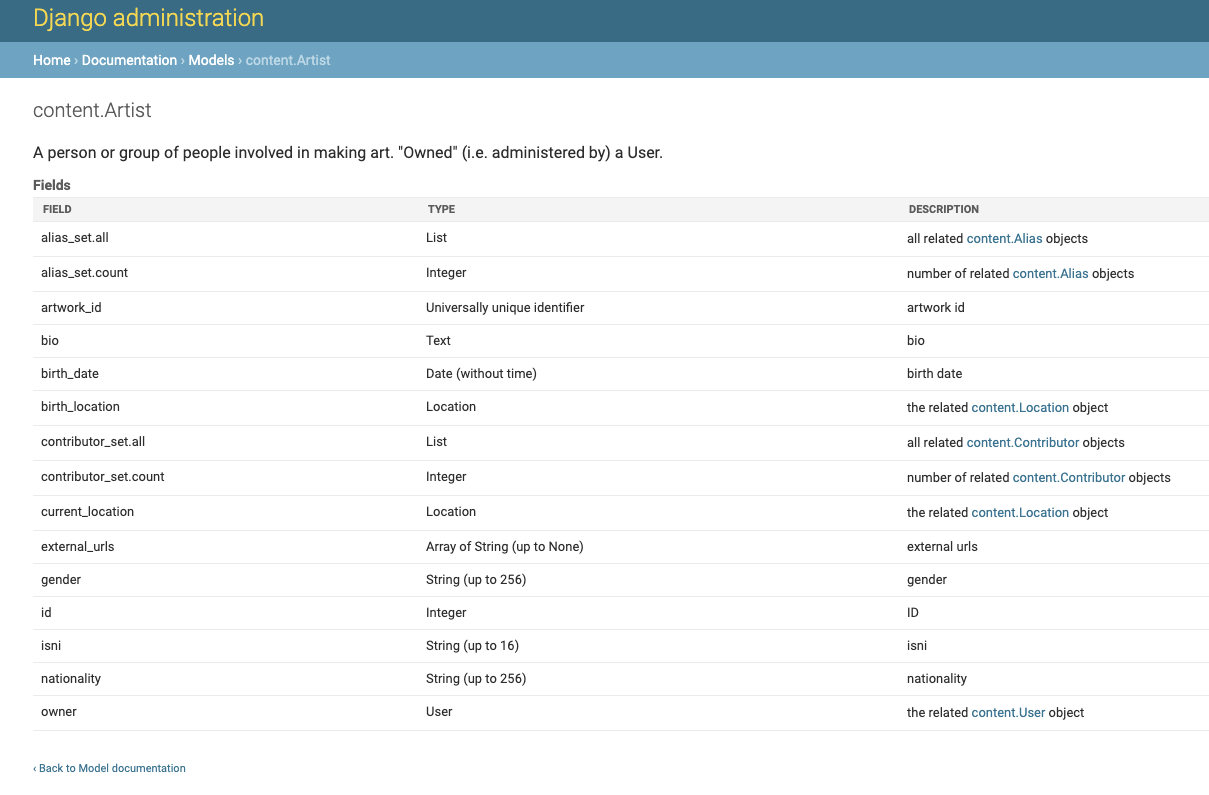 Django administration
Home › Documentation › Models › content.Artist
content.Artist
A person or group of people involved in making art. "Owned" (i.e. administered by) a User.
Fields
FIELD TYPE DESCRIPTION
alias_set.all List all related content.Alias objects
alias_set.count Integer number of related content.Alias objects
artwork_id Universally unique identifier artwork id
bio Text bio
birth_date Date (without time) birth date
birth_location Location the related content.Location object
contributor_set.all List all related content.Contributor objects
contributor_set.count Integer number of related content.Contributor objects
current_location Location the related content.Location object
external_urls Array of String (up to None) external urls
gender String (up to 256) gender
id Integer ID
isni String (up to 16) isni
nationality String (up to 256) nationality
owner User the related content.User object
‹ Back to Model documentation